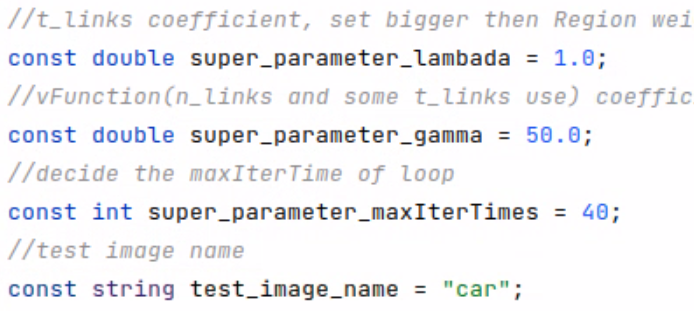 //t_links coefficient, set bigger then Region wei
const double super_parameter_lambada = 1.0;
//vFunction(n_links and some t_links use) coeffic
const double super_parameter_gamma = 50.0;
//decide the maxIterTime of loop
const int super_parameter_maxIterTimes = 40;
//test image name
const string test_image_name = "car";